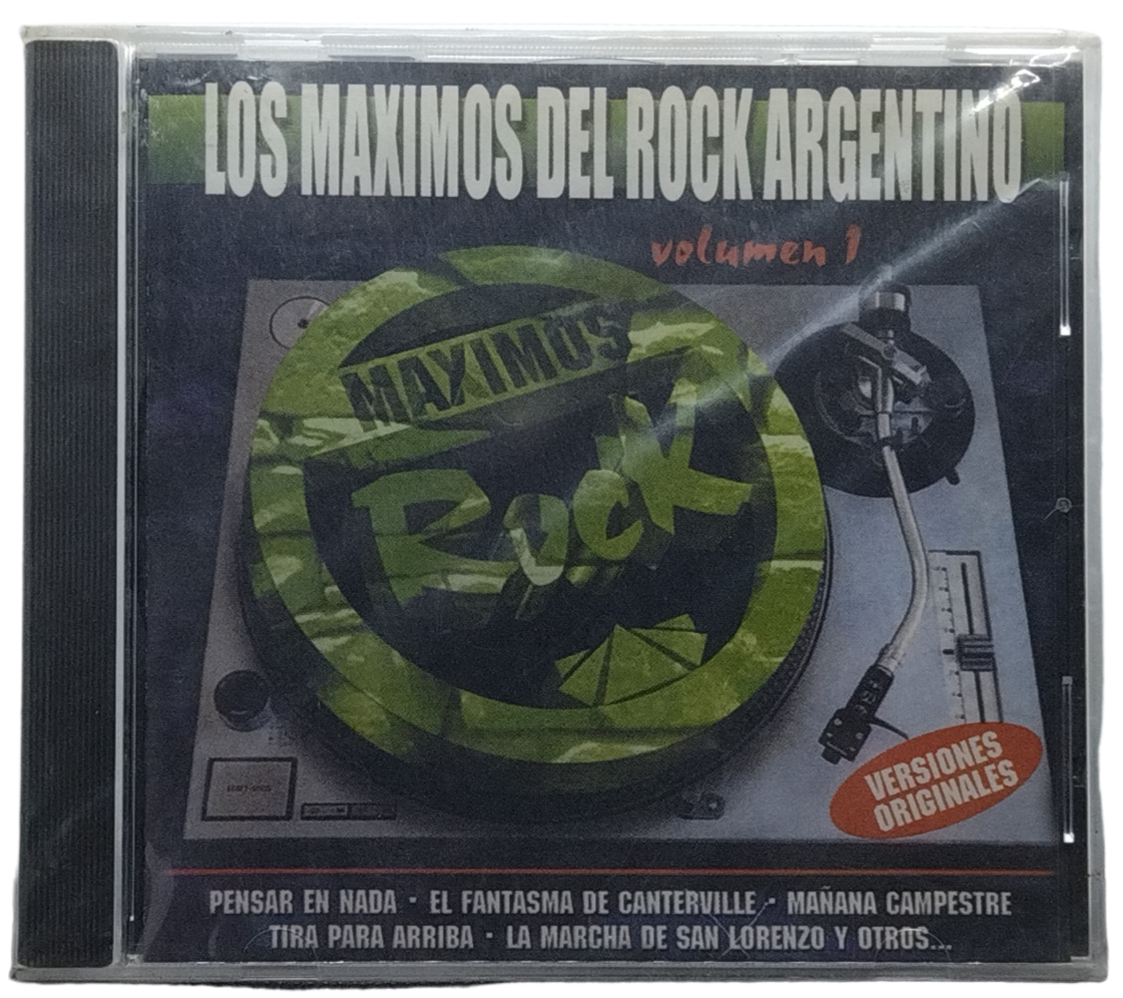 LOS MAXIMOS DEL ROCK ARGENTINO
volumen 1
MAXIMOS
ROCK
VERSIONES
ORIGINALES
PENSAR EN NADA · EL FANTASMA DE CANTERVILLE · MAÑANA CAMPESTRE
TIRA PARA ARRIBA · LA MARCHA DE SAN LORENZO Y OTROS...